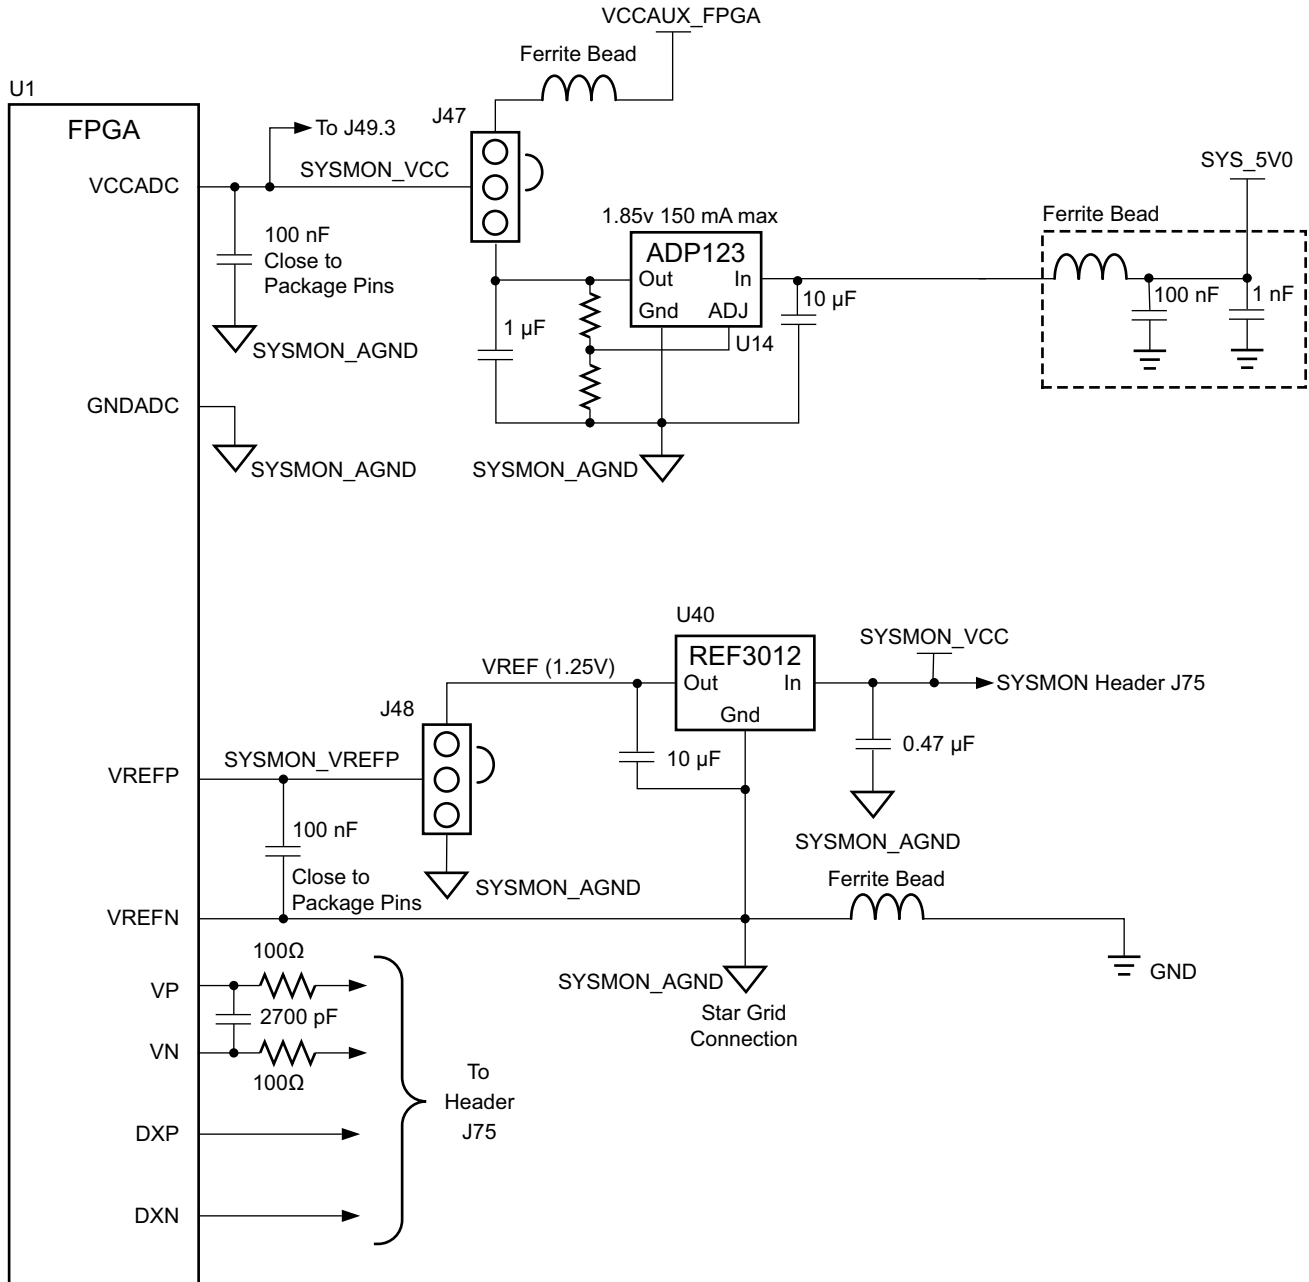 VCCAUX_FPGA
Ferrite Bead
U1
FPGA
J47
To J49.3
SYSMON_VCC
VCCADC
100 nF
Close to
Package Pins
SYSMON_AGND
SYS_5V0
Ferrite Bead
1.85v 150 mA max
ADP123
Out
In
Gnd
ADJ
U14
1 µF
10 µF
100 nF
1 nF
GNDADC
SYSMON_AGND
SYSMON_AGND
U40
REF3012
Out
In
Gnd
SYSMON_VCC
SYSMON Header J75
VREF (1.25V)
J48
SYSMON_VREFP
VREFP
10 µF
0.47 µF
SYSMON_AGND
100 nF
Close to
Package Pins
SYSMON_AGND
Ferrite Bead
VREFN
GND
SYSMON_AGND
Star Grid
Connection
100Ω
VP
2700 pF
VN
100Ω
To
Header
J75
DXP
DXN